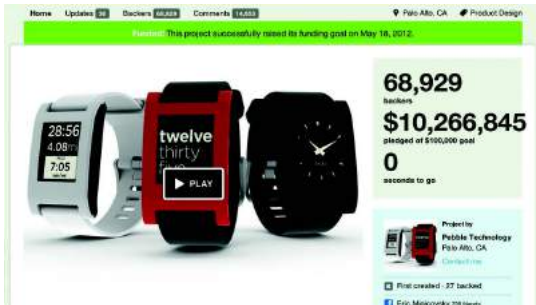 Home Updates Backers 68,929 Comments
Palo Alto, CA Product Design
Funded! This project successfully raised its funding goal on May 18, 2012.
28:56
4.08
7:05
twelve
thirty
five
PLAY
68,929
backers
$10,266,845
pledged of $100,000 goal
0
seconds to go
Project by
Pebble Technology
Palo Alto, CA
Contact me
First created · 27 backed
Eric Migicovsky